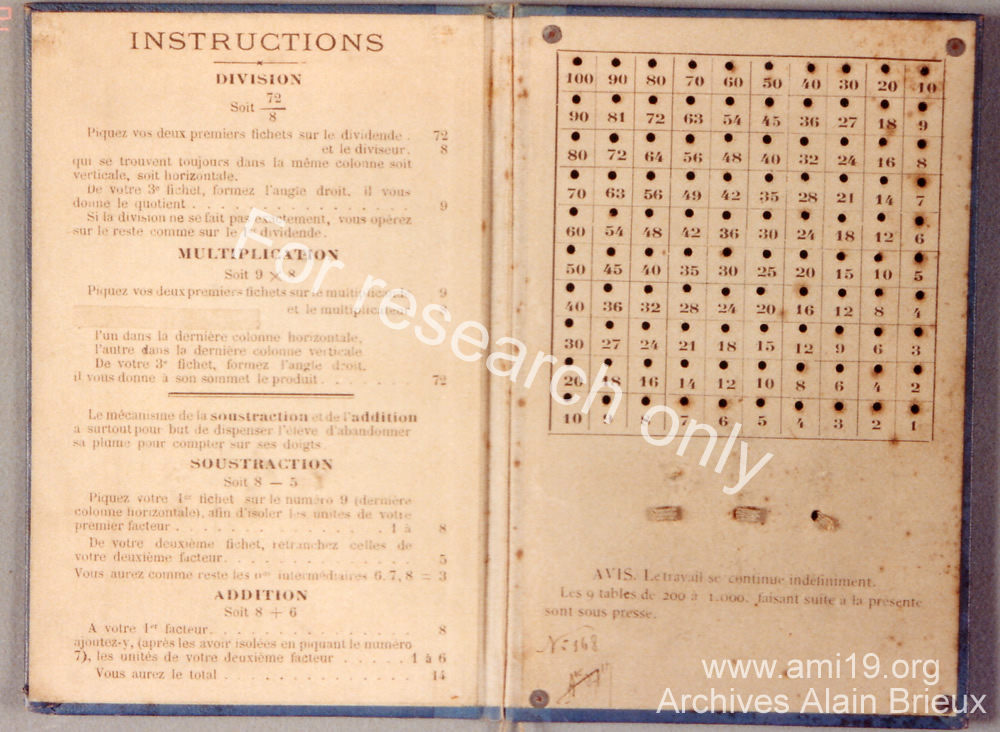 INSTRUCTIONS
DIVISION
Soit 72/8
Piquez vos deux premiers fichets sur le dividende . 72
et le diviseur. 8
qui se trouvent toujours dans la même colonne soit
verticale, soit horizontale.
De votre 3e fichet, formez l'angle droit, il vous
donne le quotient . . . . . . . . . . . . . . 9
Si la division ne se fait pas exactement, vous opérez
sur le reste comme sur le 1er dividende.
MULTIPLICATION
Soit 9 × 8
Piquez vos deux premiers fichets sur le multiplicande 9
et le multiplicateur
l'un dans la dernière colonne horizontale,
l'autre dans la dernière colonne verticale
De votre 3e fichet, formez l'angle droit,
il vous donne à son sommet le produit . . . . . . 72
Le mécanisme de la soustraction et de l'addition
a surtout pour but de dispenser l'élève d'abandonner
sa plume pour compter sur ses doigts.
SOUSTRACTION
Soit 8 — 5
Piquez votre 1er fichet sur le numéro 9 (dernière
colonne horizontale), afin d'isoler les unités de votre
premier facteur . . . . . . . . . . . . . 1 à 8
De votre deuxième fichet, retranchez celles de
votre deuxième facteur. . . . . . . . . . . . . 5
Vous aurez comme reste les nos intermédiaires 6, 7, 8 = 3
ADDITION
Soit 8 + 6
A votre 1er facteur. . . . . . . . . . . . . . 8
ajoutez-y, (après les avoir isolées en piquant le numéro
7), les unités de votre deuxième facteur . . . . . 1 à 6
Vous aurez le total . . . . . . . . . . . . . 14
100 90 80 70 60 50 40 30 20 10
90 81 72 63 54 45 36 27 18 9
80 72 64 56 48 40 32 24 16 8
70 63 56 49 42 35 28 21 14 7
60 54 48 42 36 30 24 18 12 6
50 45 40 35 30 25 20 15 10 5
40 36 32 28 24 20 16 12 8 4
30 27 24 21 18 15 12 9 6 3
20 18 16 14 12 10 8 6 4 2
10 9 8 7 6 5 4 3 2 1
AVIS. Le travail se continue indéfiniment.
Les 9 tables de 200 à 1.000, faisant suite à la présente
sont sous presse.
No 168
For research only
www.ami19.org
Archives Alain Brieux